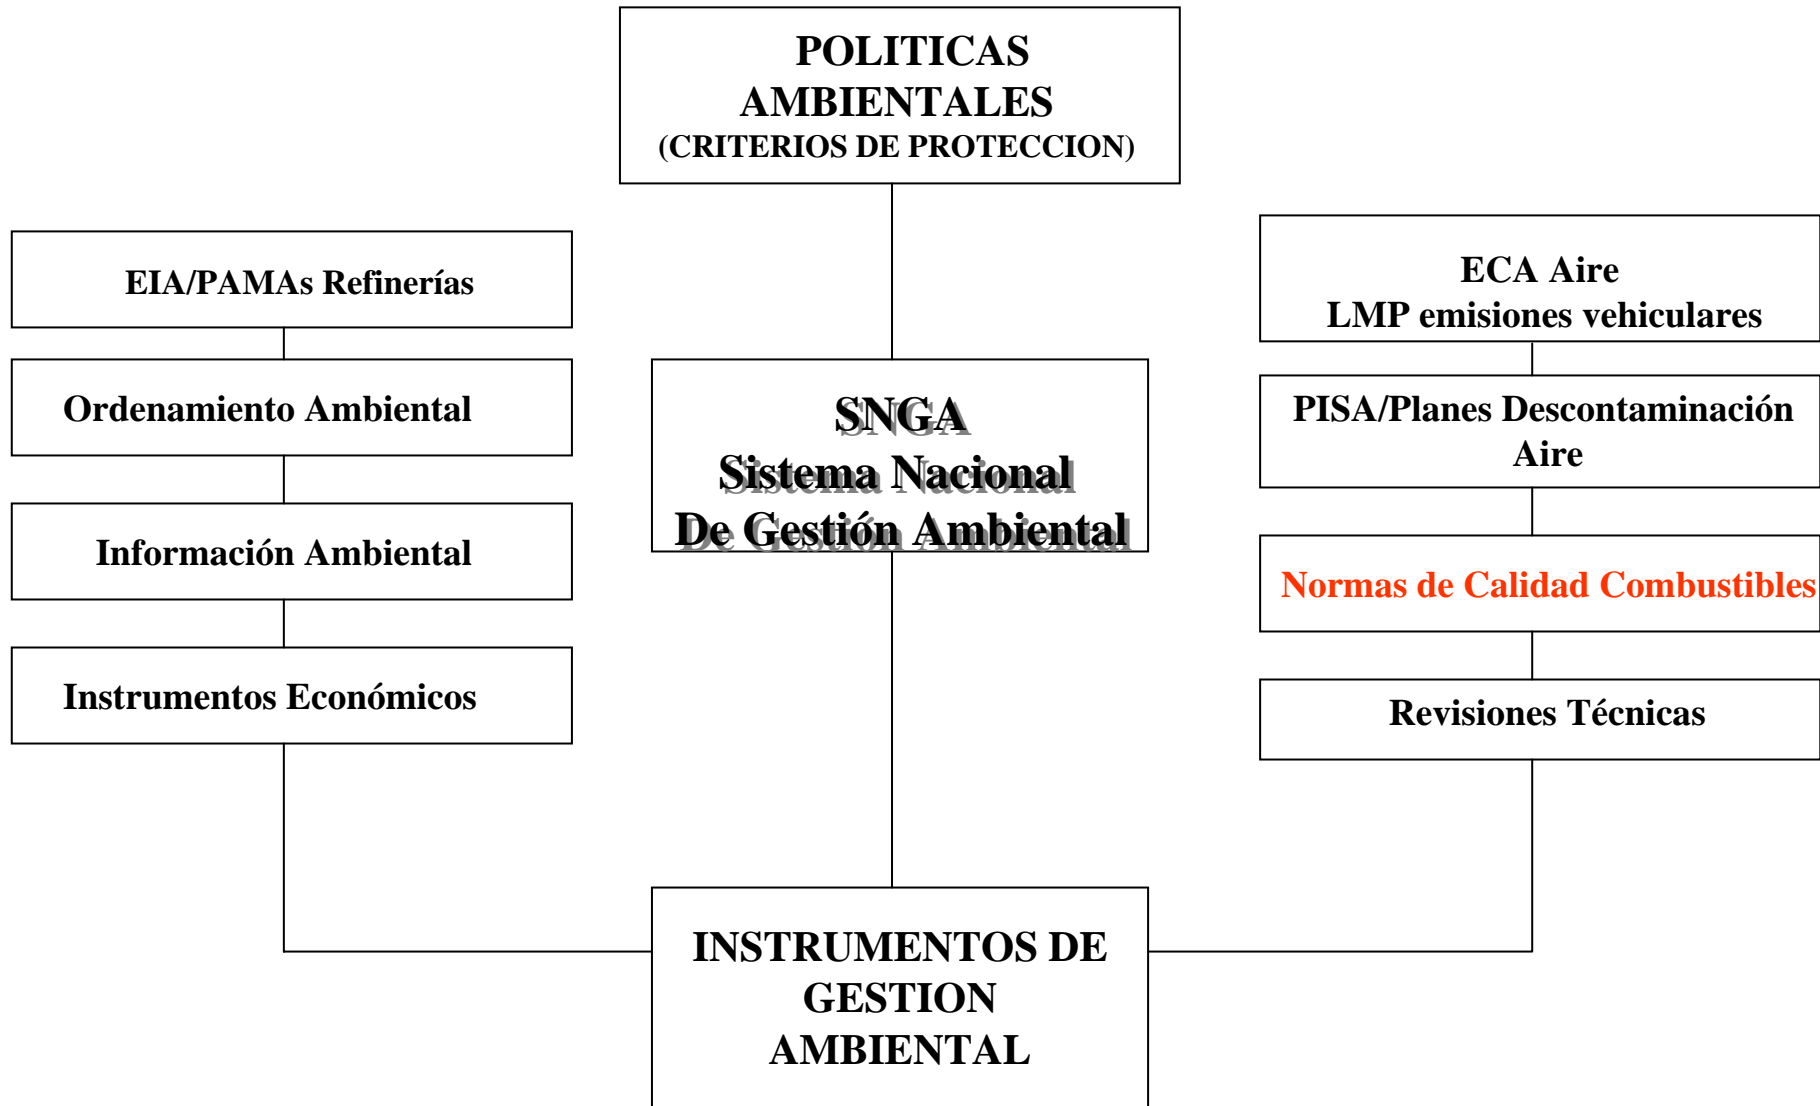 POLITICAS
AMBIENTALES
(CRITERIOS DE PROTECCION)
EIA/PAMAs Refinerías
Ordenamiento Ambiental
Información Ambiental
Instrumentos Económicos
SNGA
Sistema Nacional
De Gestión Ambiental
ECA Aire
LMP emisiones vehiculares
PISA/Planes Descontaminación
Aire
Normas de Calidad Combustibles
Revisiones Técnicas
INSTRUMENTOS DE
GESTION
AMBIENTAL